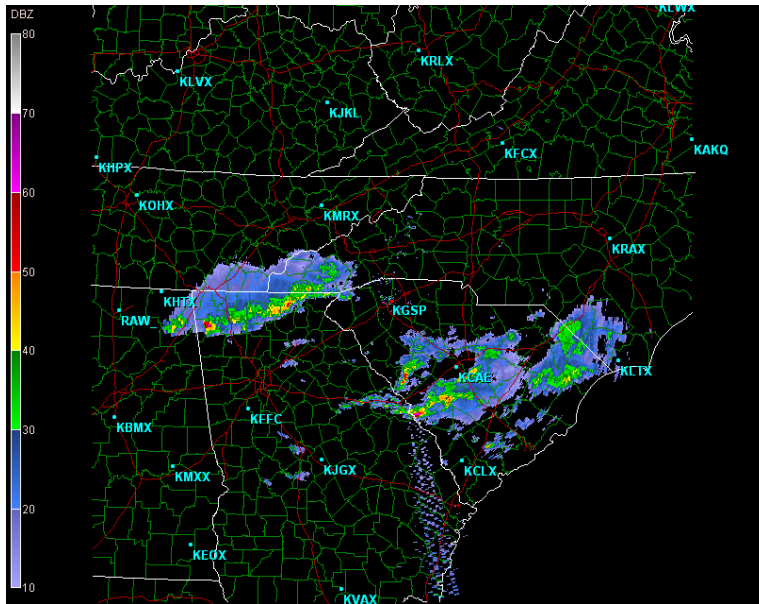 DBZ
80
70
60
50
40
30
20
10
KLWX
KRLX
KLVX
KJKL
KAKQ
KFCX
KHPX
KOHX
KMRX
KRAX
KHTX
RAW_
KGSP
KLTX
KCAE
KFFC
KBMX
KJGX
KCLX
KMXX
KEOX
KVAX